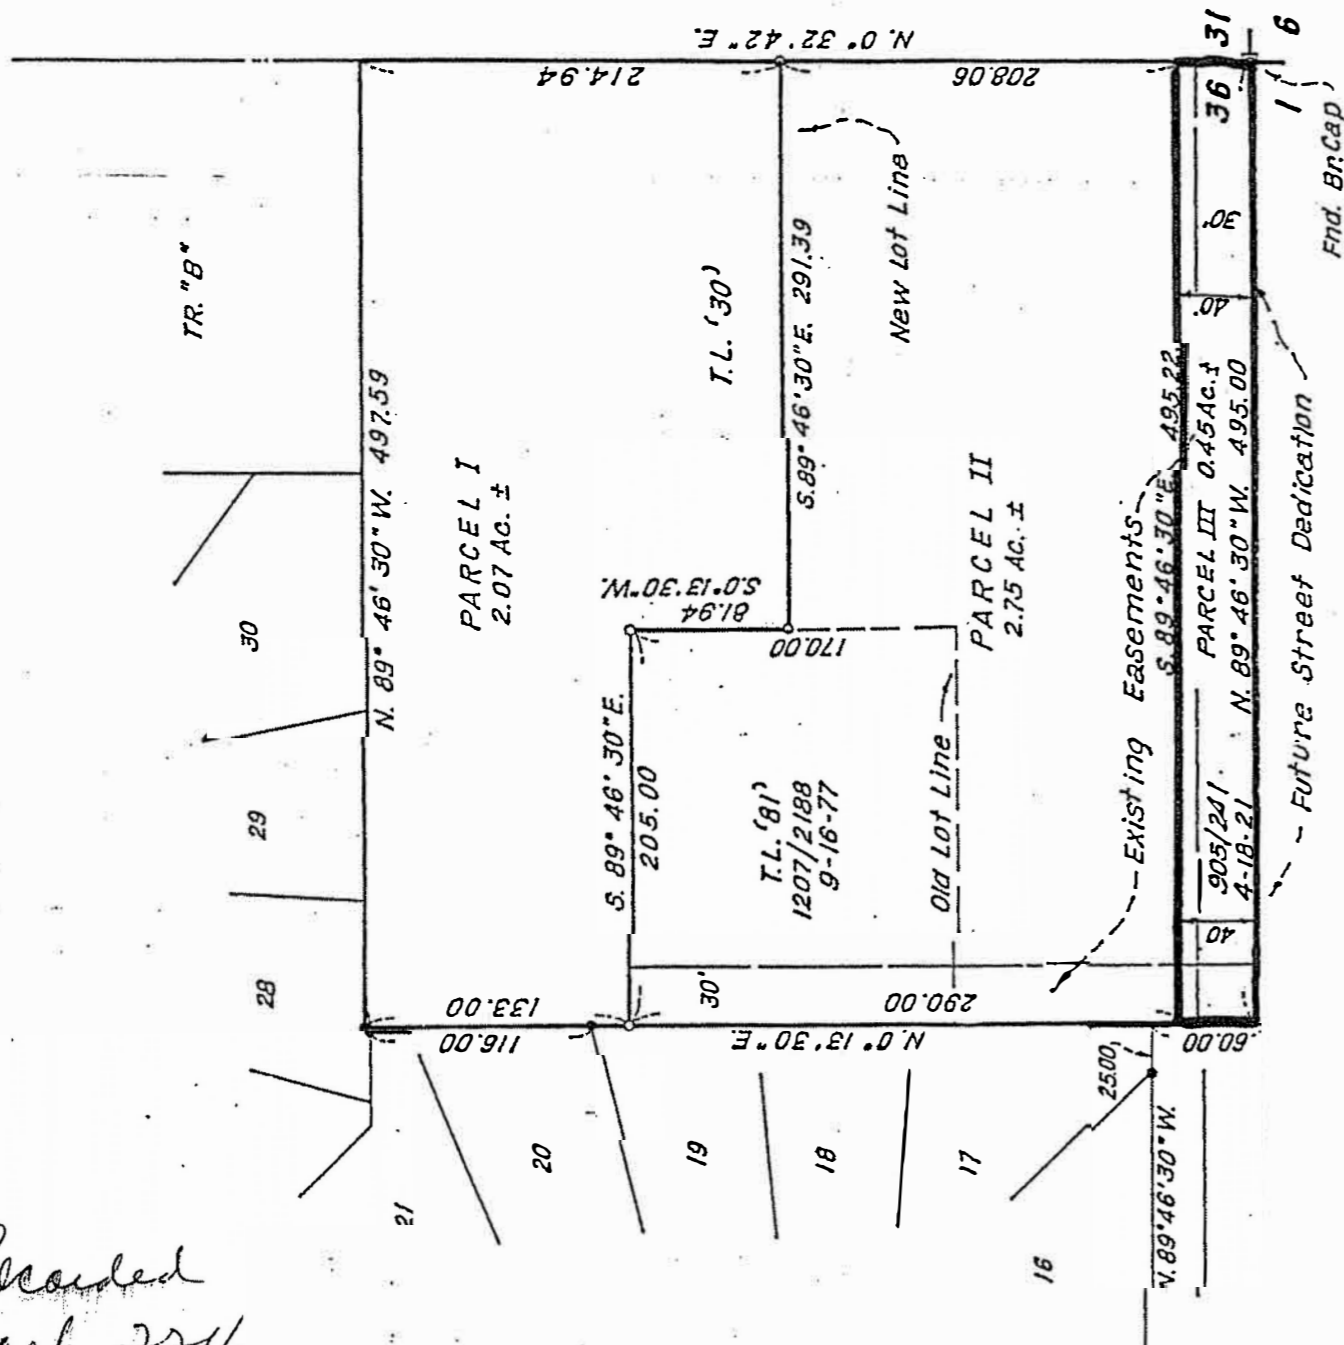 N. 0° 32' 42" E.
214.94
208.06
31
36
6
1
Fnd. Br. Cap
TR. "B"
30'
40'
T.L. '30'
S. 89° 46' 30" E. 291.39
New Lot Line
N. 89° 46' 30" W. 497.59
PARCEL I
2.07 Ac. ±
S. 0° 13' 30" W.
81.94
170.00
PARCEL II
2.75 Ac. ±
Existing Easements
S. 89° 46' 30" E. 495.22
PARCEL III 0.45 Ac. ±
N. 89° 46' 30" W. 495.00
Future Street Dedication
30
29
28
S. 89° 46' 30" E.
205.00
T.L. '81'
1207/2188
9-16-77
Old Lot Line
905/241
4-18-21
40'
30'
133.00
116.00
290.00
N. 0° 13' 30" E.
60.00
25.00
21
20
19
18
17
16
N. 89° 46' 30" W.